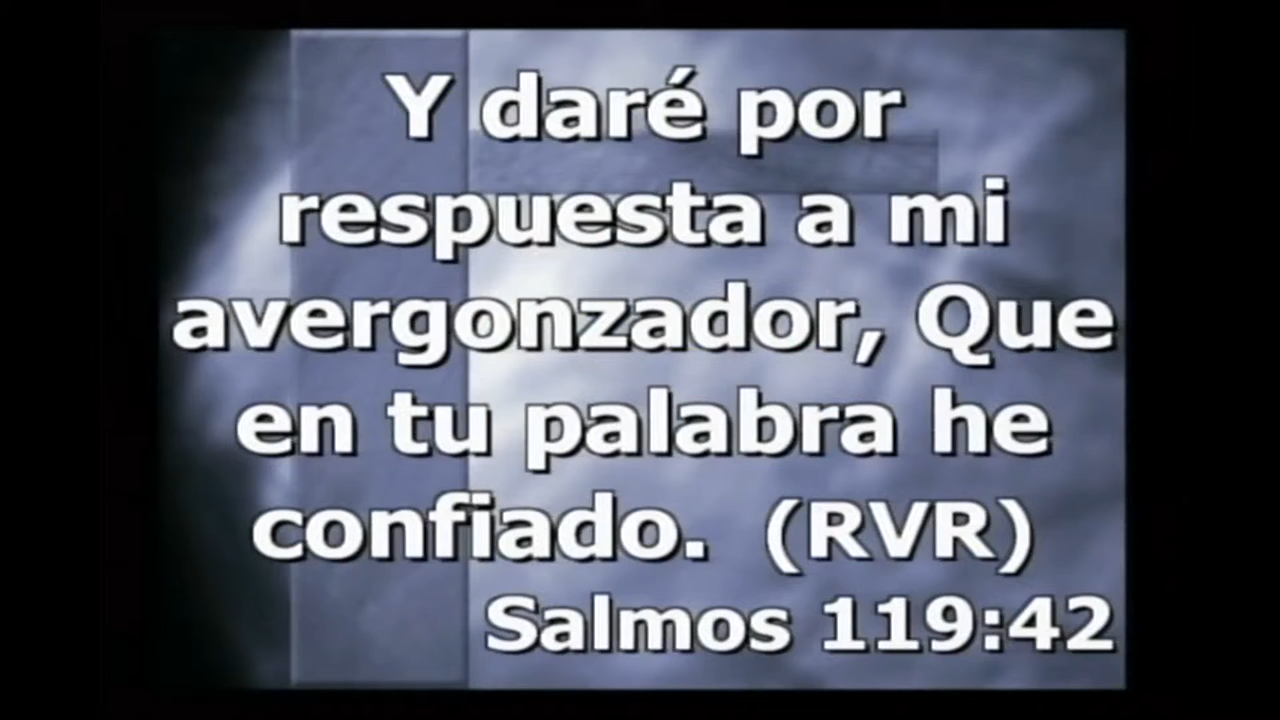 Y daré por
respuesta a mi
avergonzador, Que
en tu palabra he
confiado.  (RVR)
Salmos 119:42